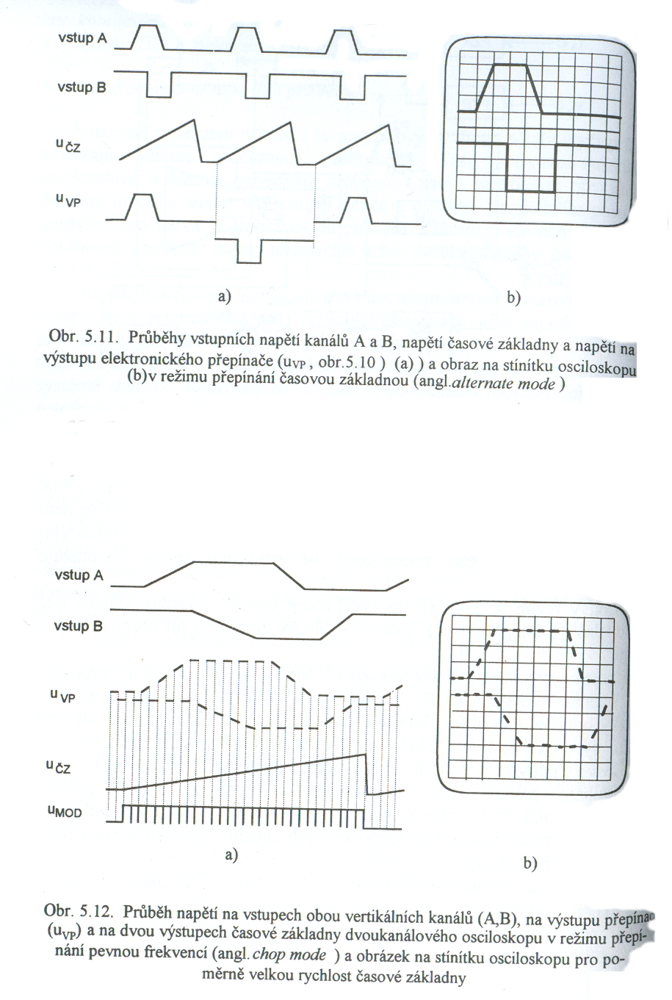 vstup A
vstup B
u ČZ
u VP
a)
b)
Obr. 5.11. Průběhy vstupních napětí kanálů A a B, napětí časové základny a napětí na
výstupu elektronického přepínače (uVP , obr.5.10 ) (a) ) a obraz na stínítku osciloskopu
(b)v režimu přepínání časovou základnou (angl.alternate mode )
vstup A
vstup B
u VP
u ČZ
uMOD
a)
b)
Obr. 5.12. Průběh napětí na vstupech obou vertikálních kanálů (A,B), na výstupu přepínač
(uVP) a na dvou výstupech časové základny dvoukanálového osciloskopu v režimu přepí-
nání pevnou frekvencí (angl. chop mode ) a obrázek na stínítku osciloskopu pro po-
měrně velkou rychlost časové základny